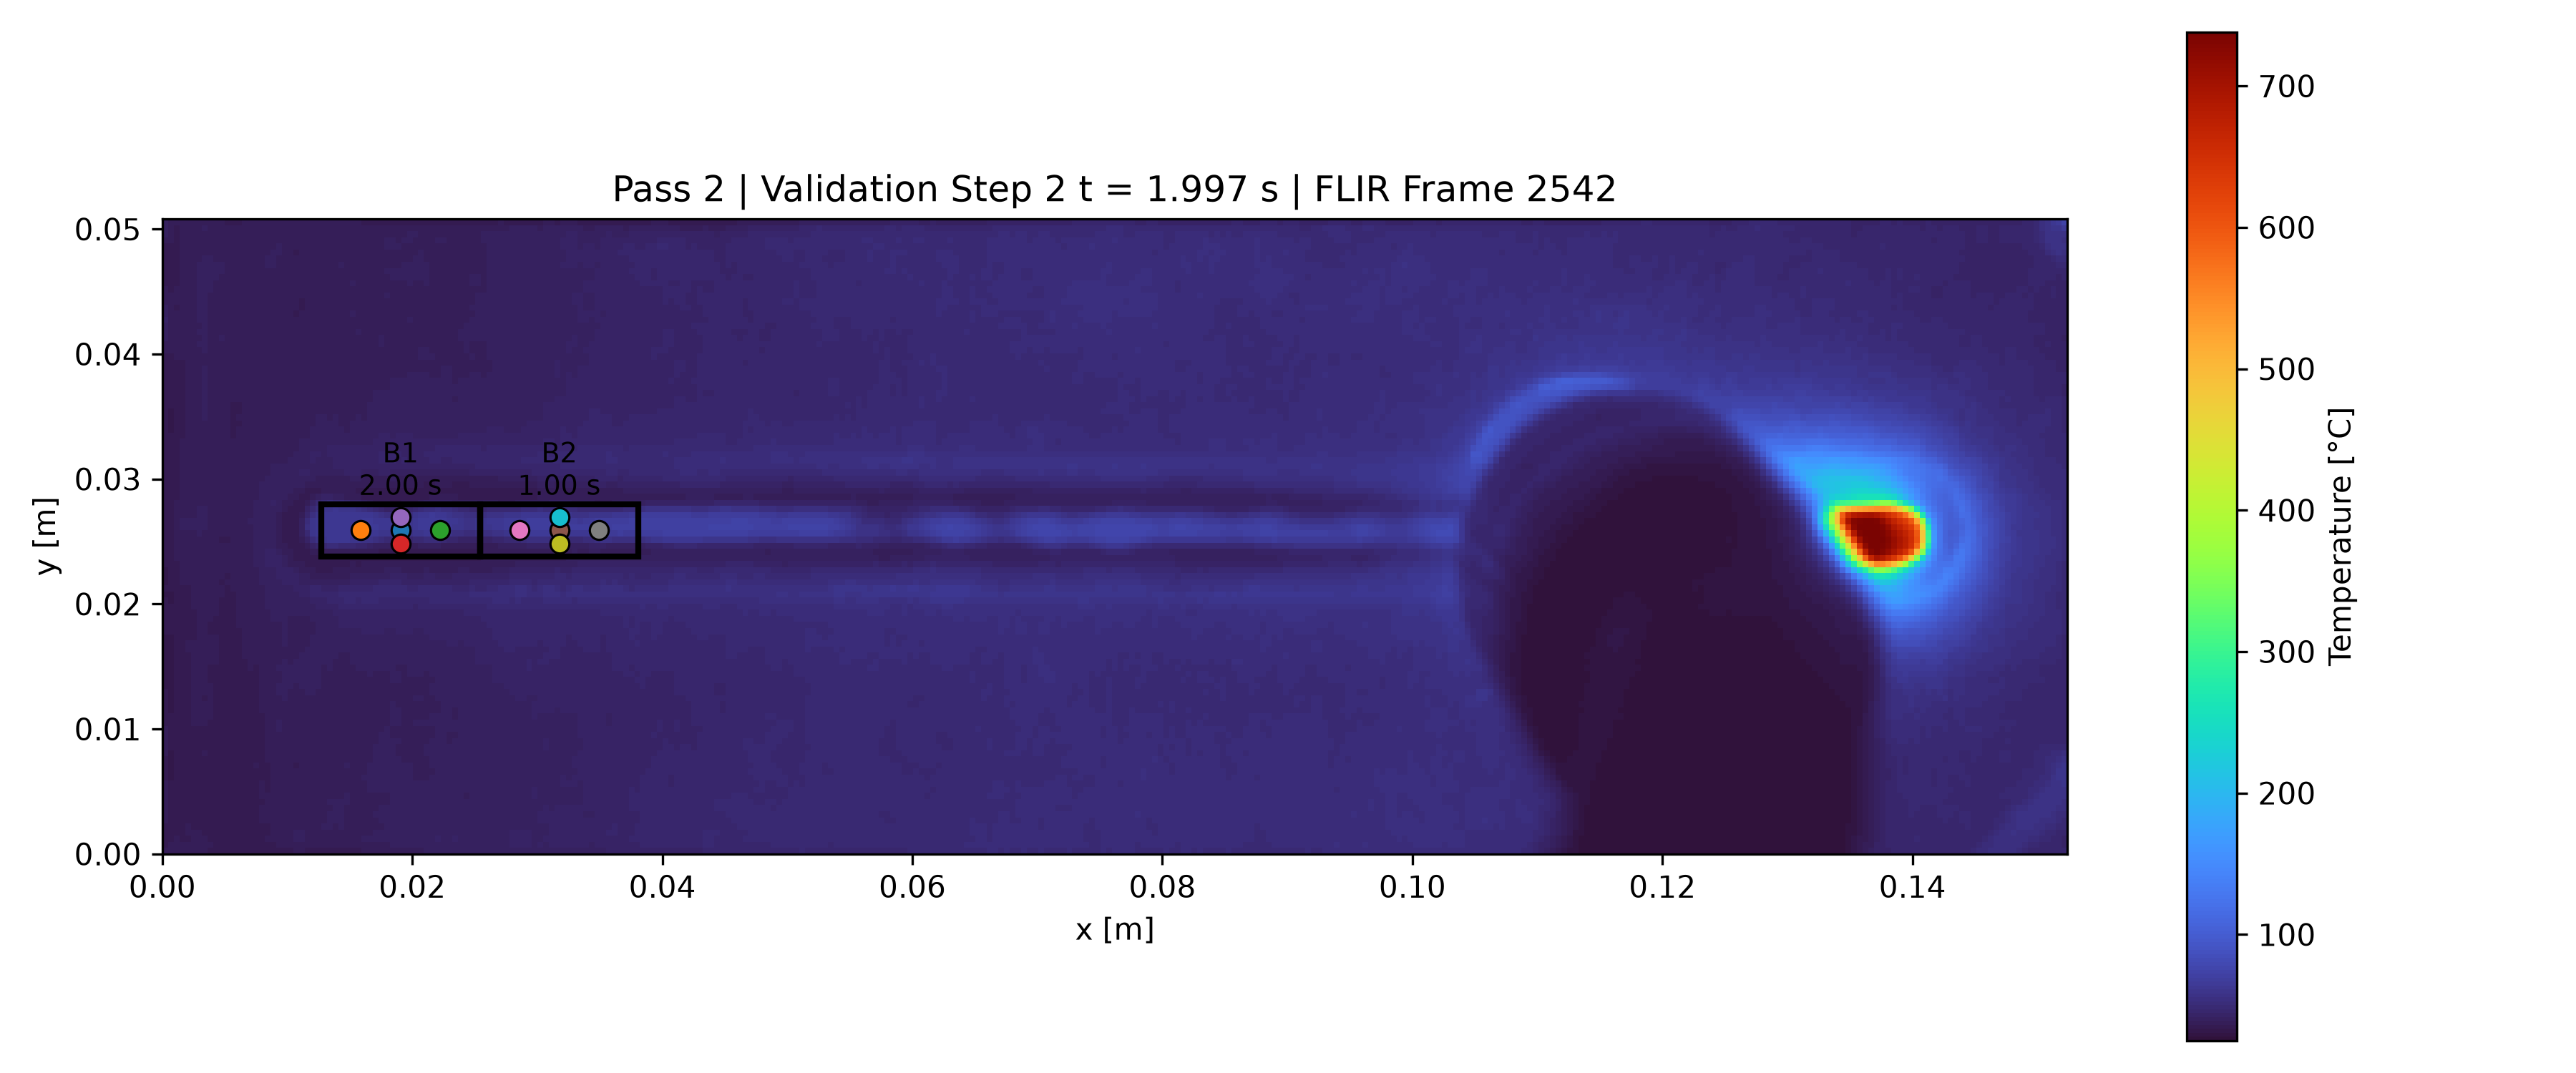 Pass 2 | Validation Step 2 t = 1.997 s | FLIR Frame 2542
0.05
0.04
0.03
0.02
0.01
0.00
y [m]
B1
2.00 s
B2
1.00 s
0.00
0.02
0.04
0.06
0.08
0.10
0.12
0.14
x [m]
700
600
500
400
300
200
100
Temperature [°C]